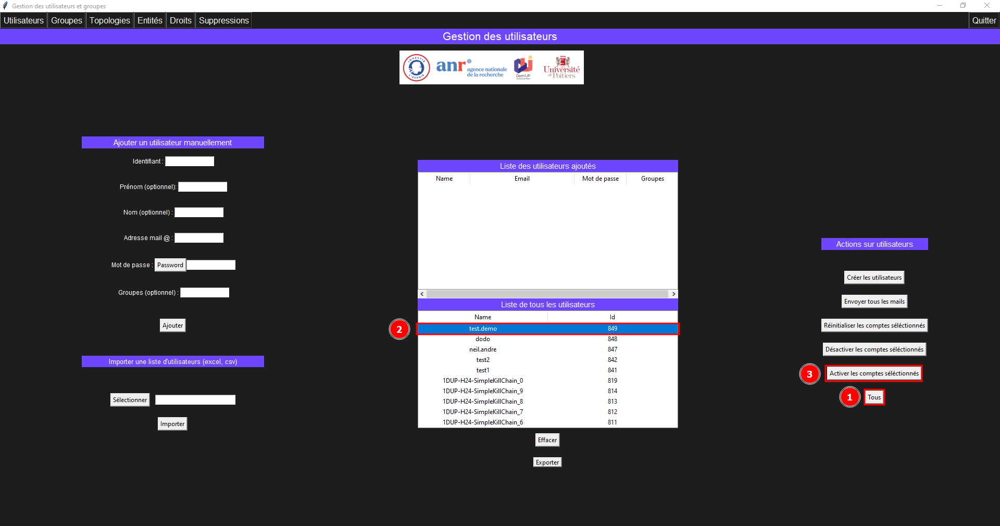 Gestion des utilisateurs et groupes
Utilisateurs Groupes Topologies Entités Droits Suppressions Quitter
Gestion des utilisateurs
INVESTIR L'AVENIR
anr agence nationale de la recherche
Dem'UP
Université de Poitiers
Ajouter un utilisateur manuellement
Identifiant :
Prénom (optionnel):
Nom (optionnel) :
Adresse mail @ :
Mot de passe : Password
Groupes (optionnel) :
Ajouter
Importer une liste d'utilisateurs (excel, csv)
Sélectionner
Importer
Liste des utilisateurs ajoutés
Name Email Mot de passe Groupes
Liste de tous les utilisateurs
Name Id
2 test.demo 849
dodo 848
neil.andre 847
test2 842
test1 841
1DUP-H24-SimpleKillChain_0 819
1DUP-H24-SimpleKillChain_9 814
1DUP-H24-SimpleKillChain_8 813
1DUP-H24-SimpleKillChain_7 812
1DUP-H24-SimpleKillChain_6 811
Effacer
Exporter
Actions sur utilisateurs
Créer les utilisateurs
Envoyer tous les mails
Réinitialiser les comptes séléctionnés
Désactiver les comptes séléctionnés
3 Activer les comptes séléctionnés
1 Tous